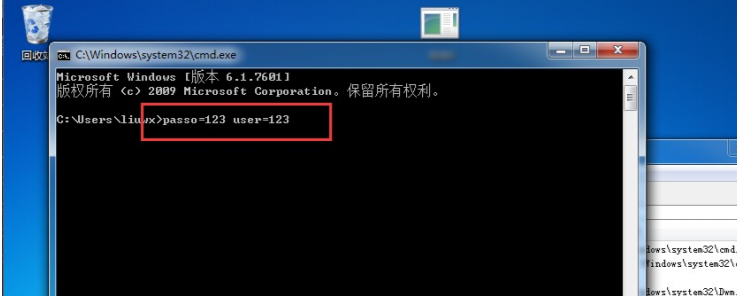 回收站
C:\Windows\system32\cmd.exe
Microsoft Windows [版本 6.1.7601]
版权所有 (c) 2009 Microsoft Corporation。保留所有权利。
C:\Users\liuwx>passo=123 user=123
dows\system32\cmd.
indows\system32\
dows\system32\Dwm.